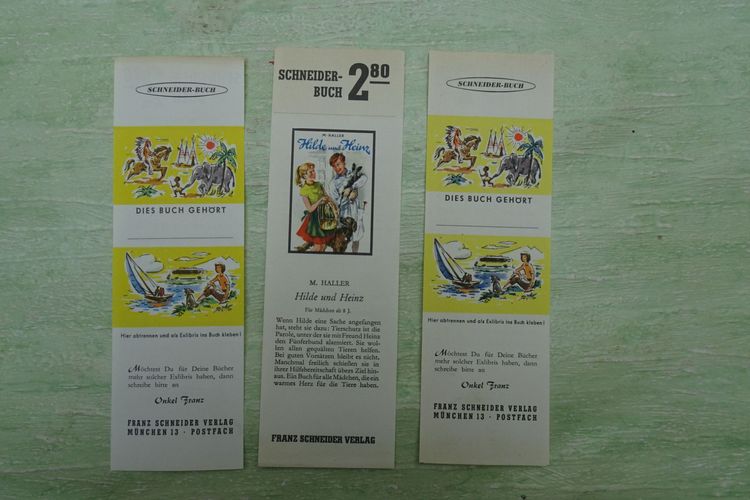 SCHNEIDER-BUCH
DIES BUCH GEHÖRT
Hier abtrennen und als Exlibris ins Buch kleben!
Möchtest Du für Deine Bücher
mehr solcher Exlibris haben, dann
schreibe bitte an
Onkel Franz
FRANZ SCHNEIDER VERLAG
MÜNCHEN 13 · POSTFACH
SCHNEIDER-
BUCH 2 80
M. HALLER
Hilde und Heinz
M. HALLER
Hilde und Heinz
Für Mädchen ab 8 J.
Wenn Hilde eine Sache angefangen
hat, steht sie dazu: Tierschutz ist die
Parole, unter der sie mit Freund Heinz
den Fünferbund alarmiert. Sie wol-
len allen gequälten Tieren helfen.
Bei guten Vorsätzen bleibt es nicht.
Manchmal freilich schießen sie in
ihrer Hilfsbereitschaft übers Ziel hin-
aus. Ein Buch für alle Mädchen, die ein
warmes Herz für die Tiere haben.
FRANZ SCHNEIDER VERLAG
SCHNEIDER-BUCH
DIES BUCH GEHÖRT
Hier abtrennen und als Exlibris ins Buch kleben!
Möchtest Du für Deine Bücher
mehr solcher Exlibris haben, dann
schreibe bitte an
Onkel Franz
FRANZ SCHNEIDER VERLAG
MÜNCHEN 13 · POSTFACH